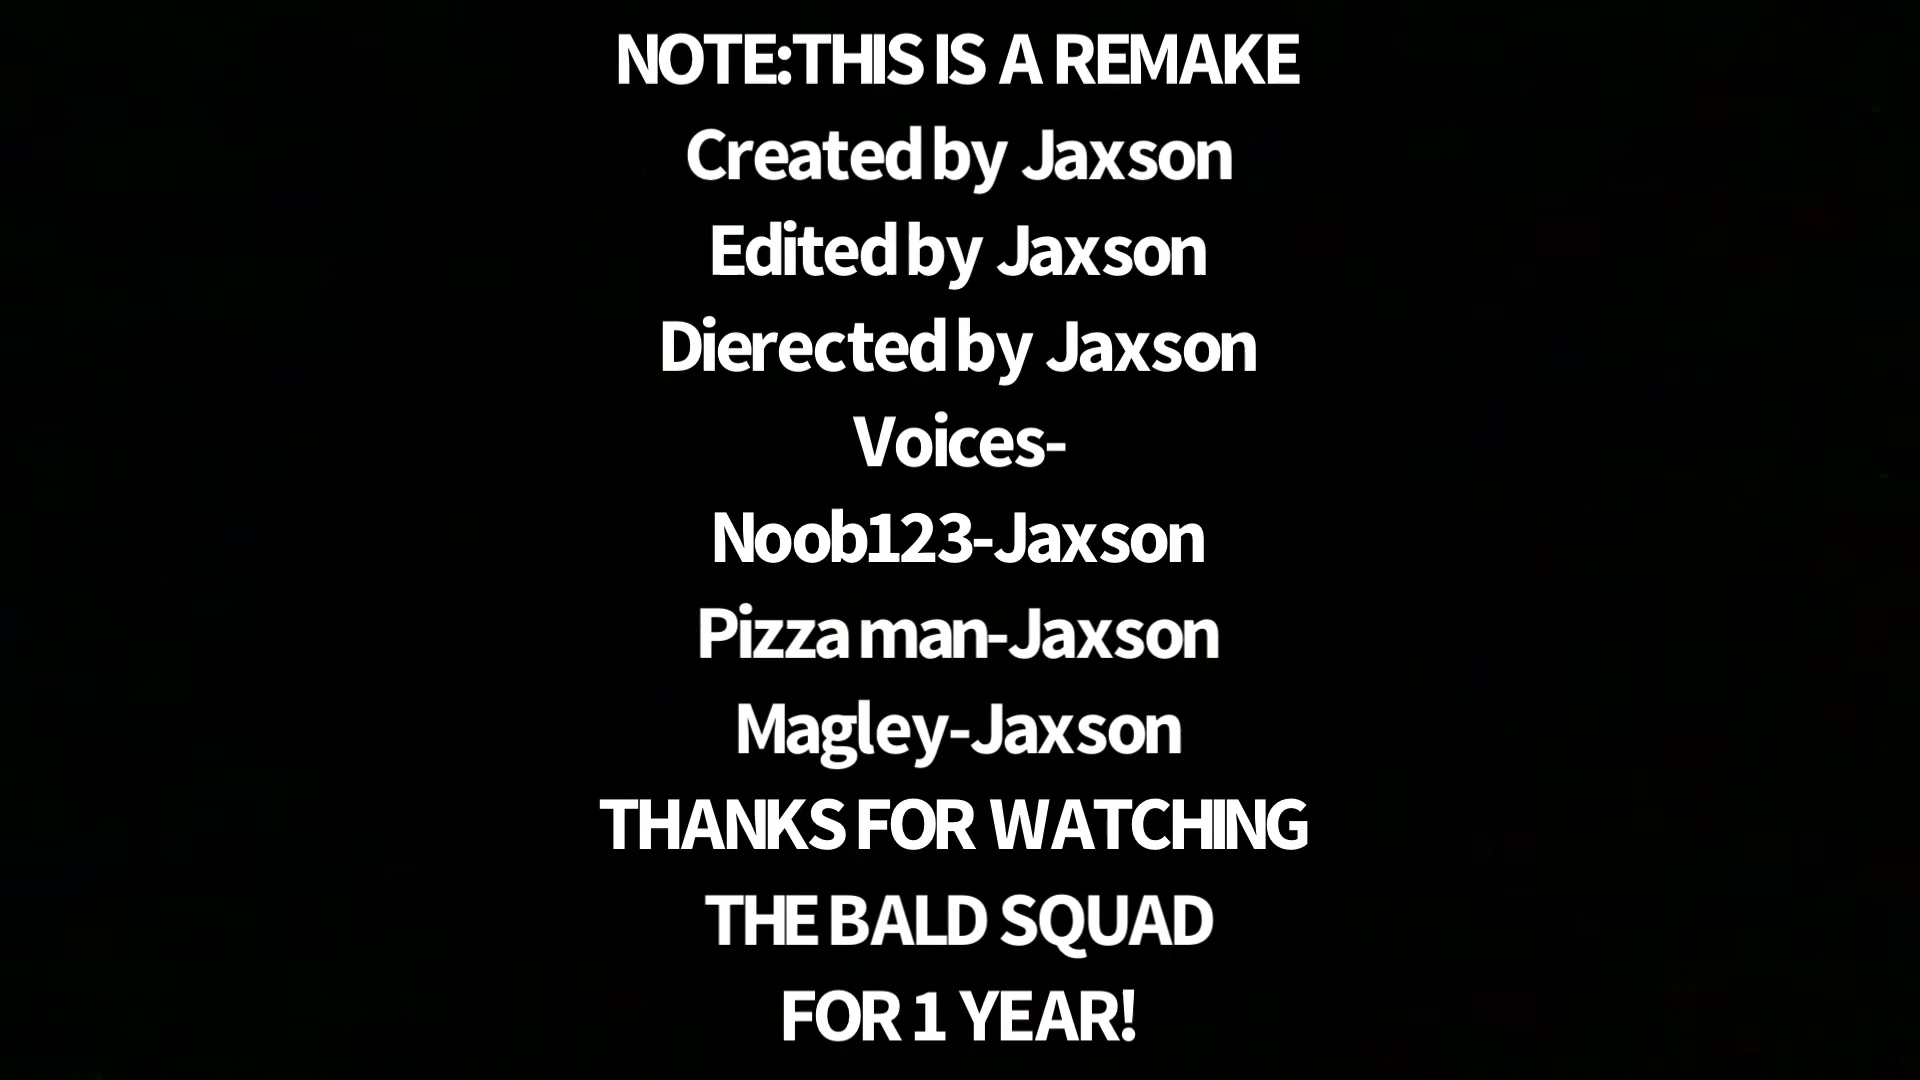 NOTE:THIS IS A REMAKE
Created by Jaxson
Edited by Jaxson
Dierected by Jaxson
Voices-
Noob123-Jaxson
Pizza man-Jaxson
Magley-Jaxson
THANKS FOR WATCHING
THE BALD SQUAD
FOR 1 YEAR!